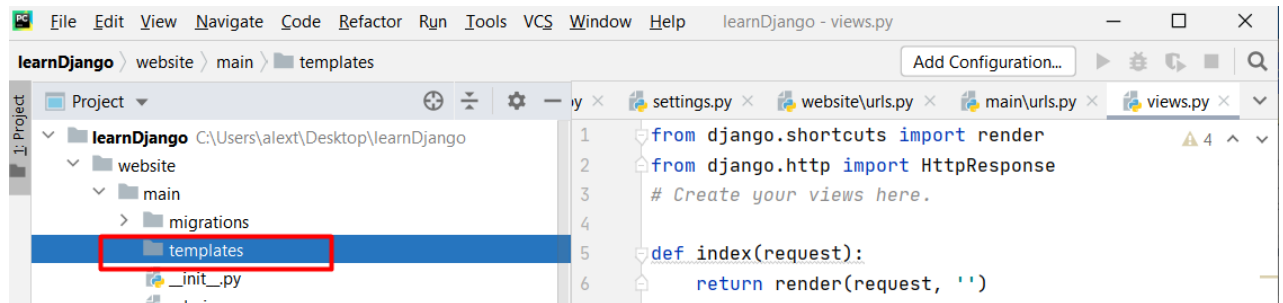 PC File Edit View Navigate Code Refactor Run Tools VCS Window Help learnDjango - views.py
learnDjango website main templates Add Configuration...
1: Project
Project
y settings.py website\urls.py main\urls.py views.py
learnDjango C:\Users\alext\Desktop\learnDjango
website
main
migrations
templates
__init__.py
1 from django.shortcuts import render
4
2 from django.http import HttpResponse
3 # Create your views here.
4
5 def index(request):
6 return render(request, '')